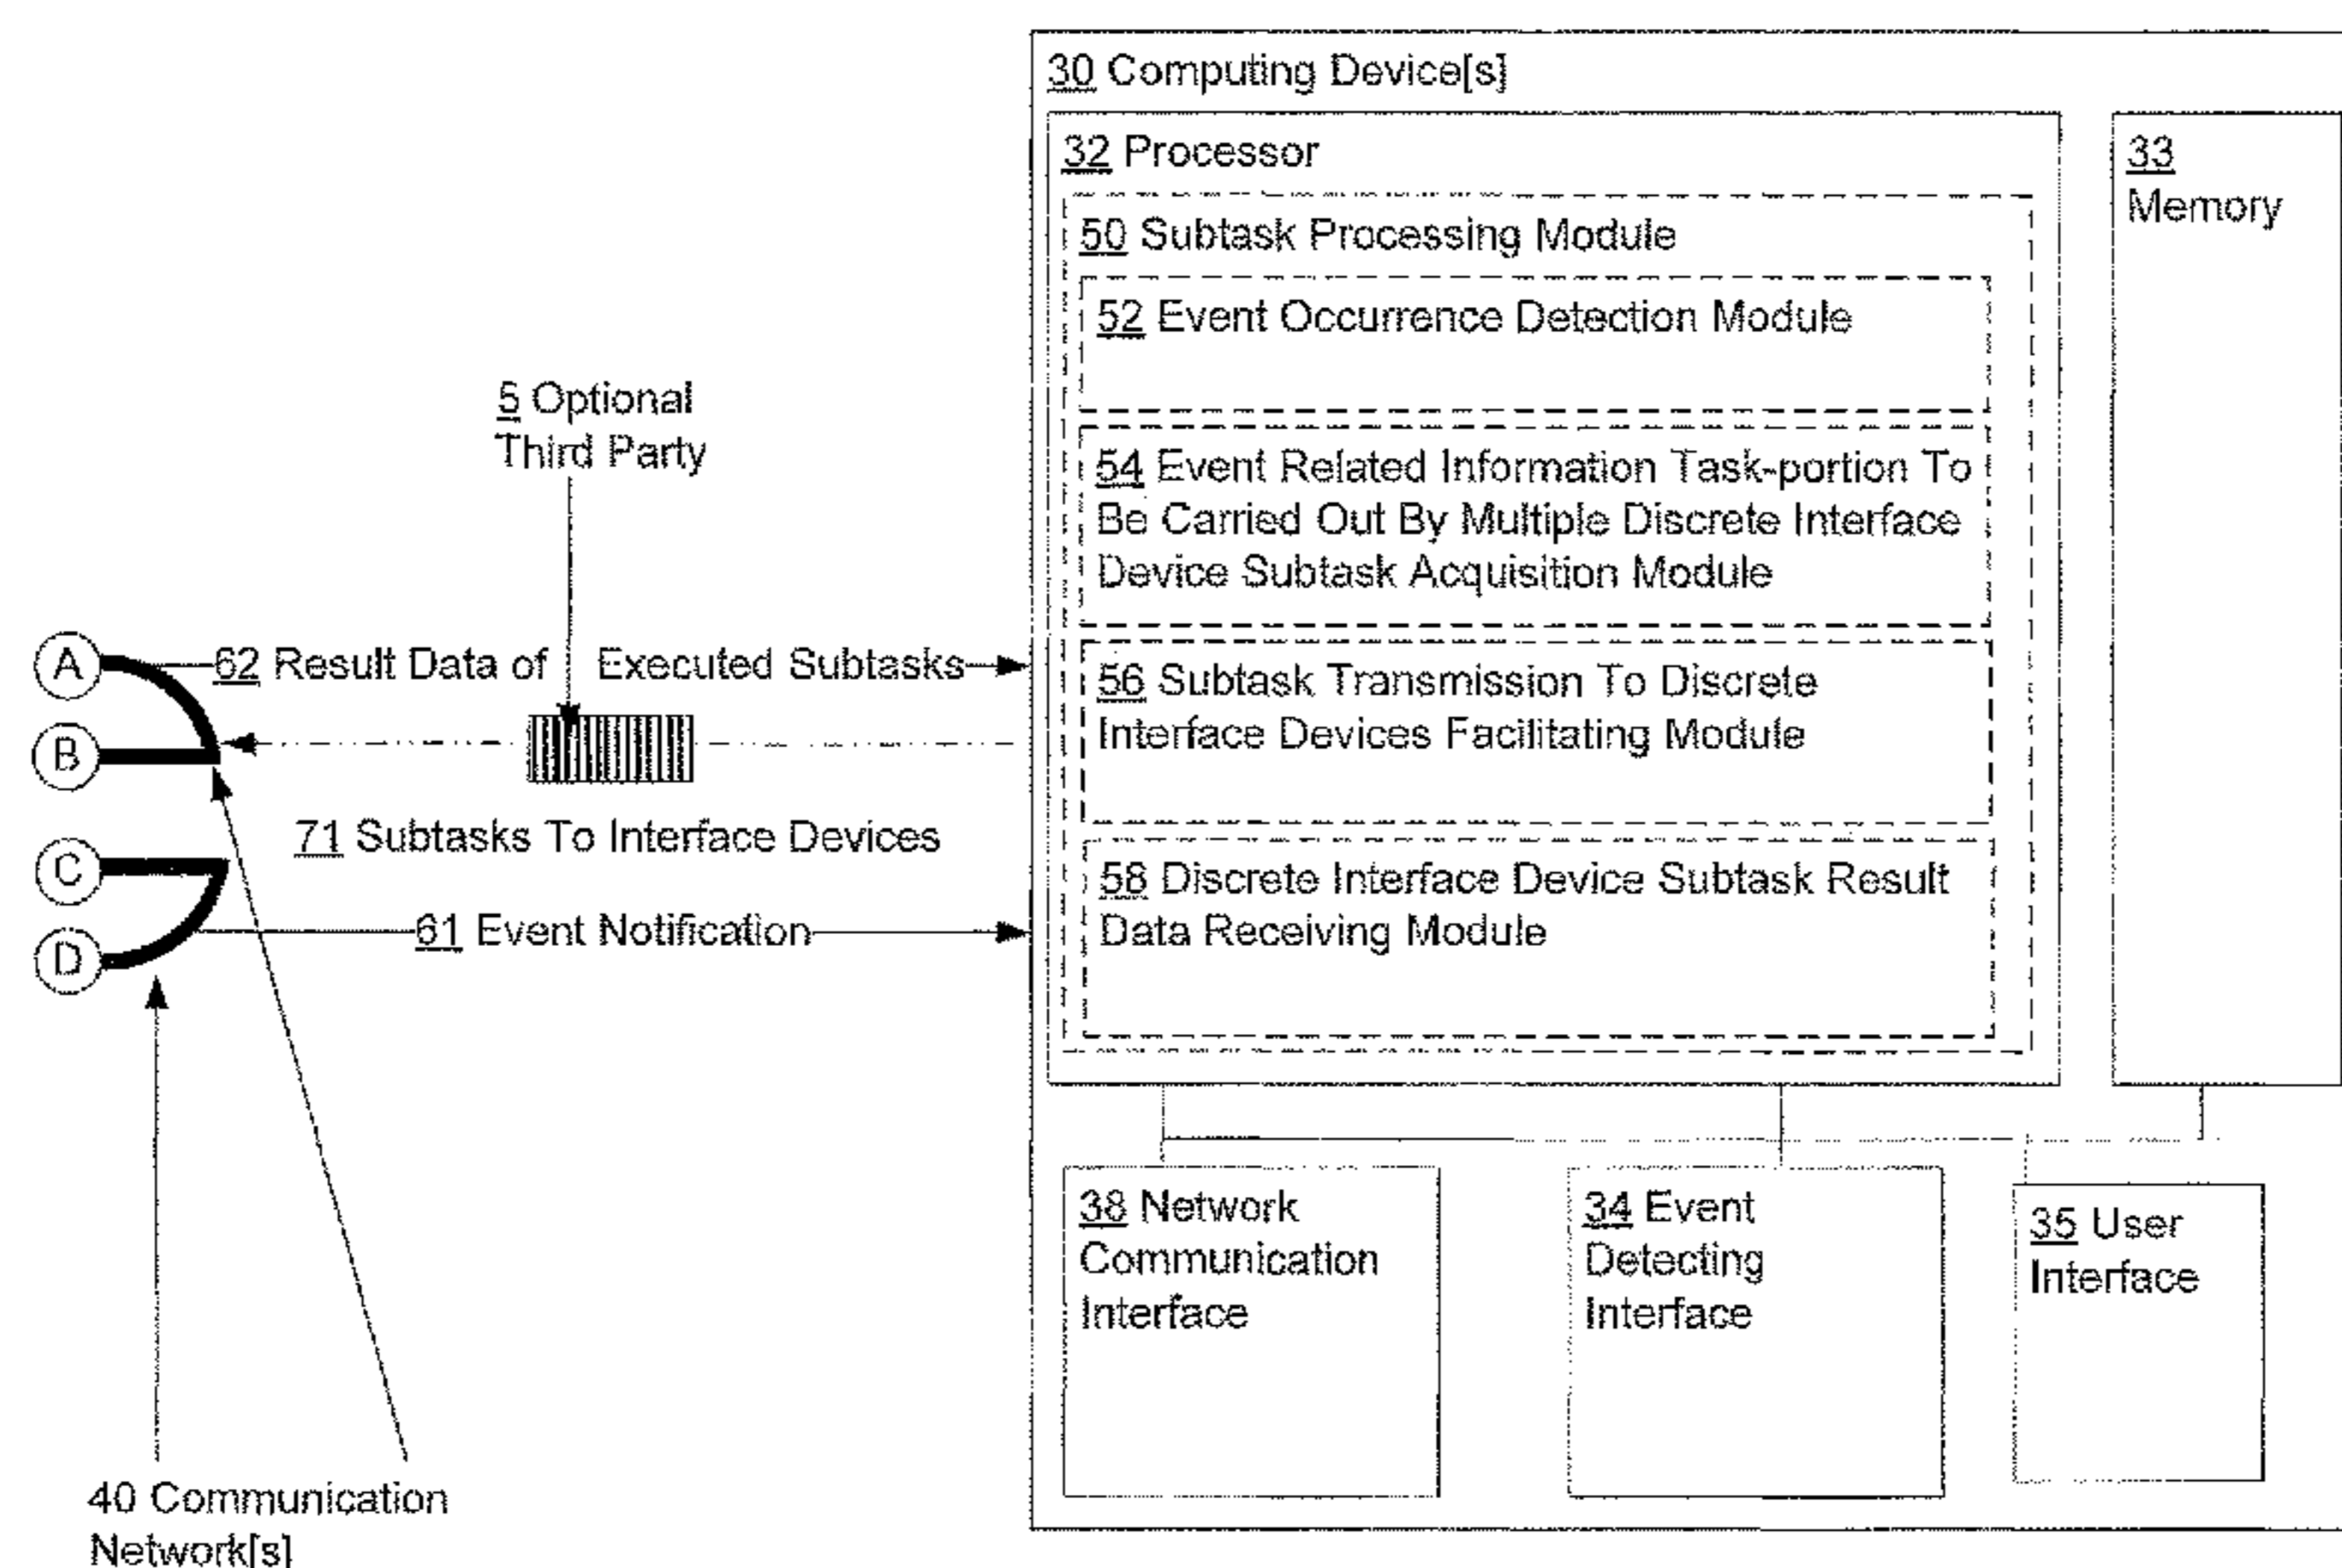 30 Computing Device[s]
32 Processor
33
Memory
50 Subtask Processing Module
52 Event Occurrence Detection Module
54 Event Related Information Task-portion To
Be Carried Out By Multiple Discrete Interface
Device Subtask Acquisition Module
56 Subtask Transmission To Discrete
Interface Devices Facilitating Module
58 Discrete Interface Device Subtask Result
Data Receiving Module
5 Optional
Third Party
A
62 Result Data of Executed Subtasks
B
71 Subtasks To Interface Devices
C
61 Event Notification
D
38 Network
Communication
Interface
34 Event
Detecting
Interface
35 User
Interface
40 Communication
Network[s]